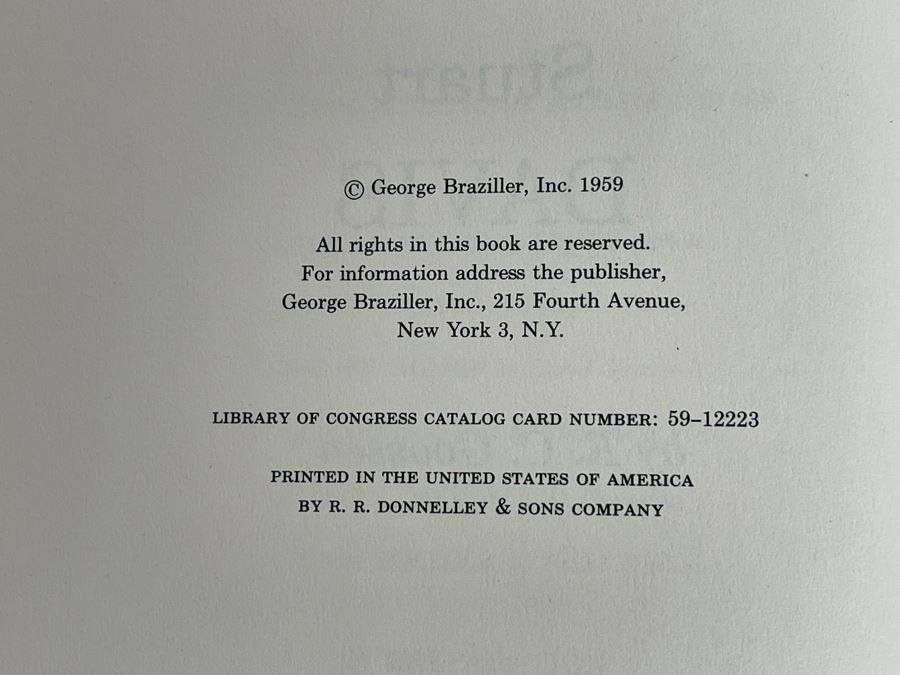 © George Braziller, Inc. 1959
All rights in this book are reserved.
For information address the publisher,
George Braziller, Inc., 215 Fourth Avenue,
New York 3, N.Y.
LIBRARY OF CONGRESS CATALOG CARD NUMBER: 59–12223
PRINTED IN THE UNITED STATES OF AMERICA
BY R. R. DONNELLEY & SONS COMPANY